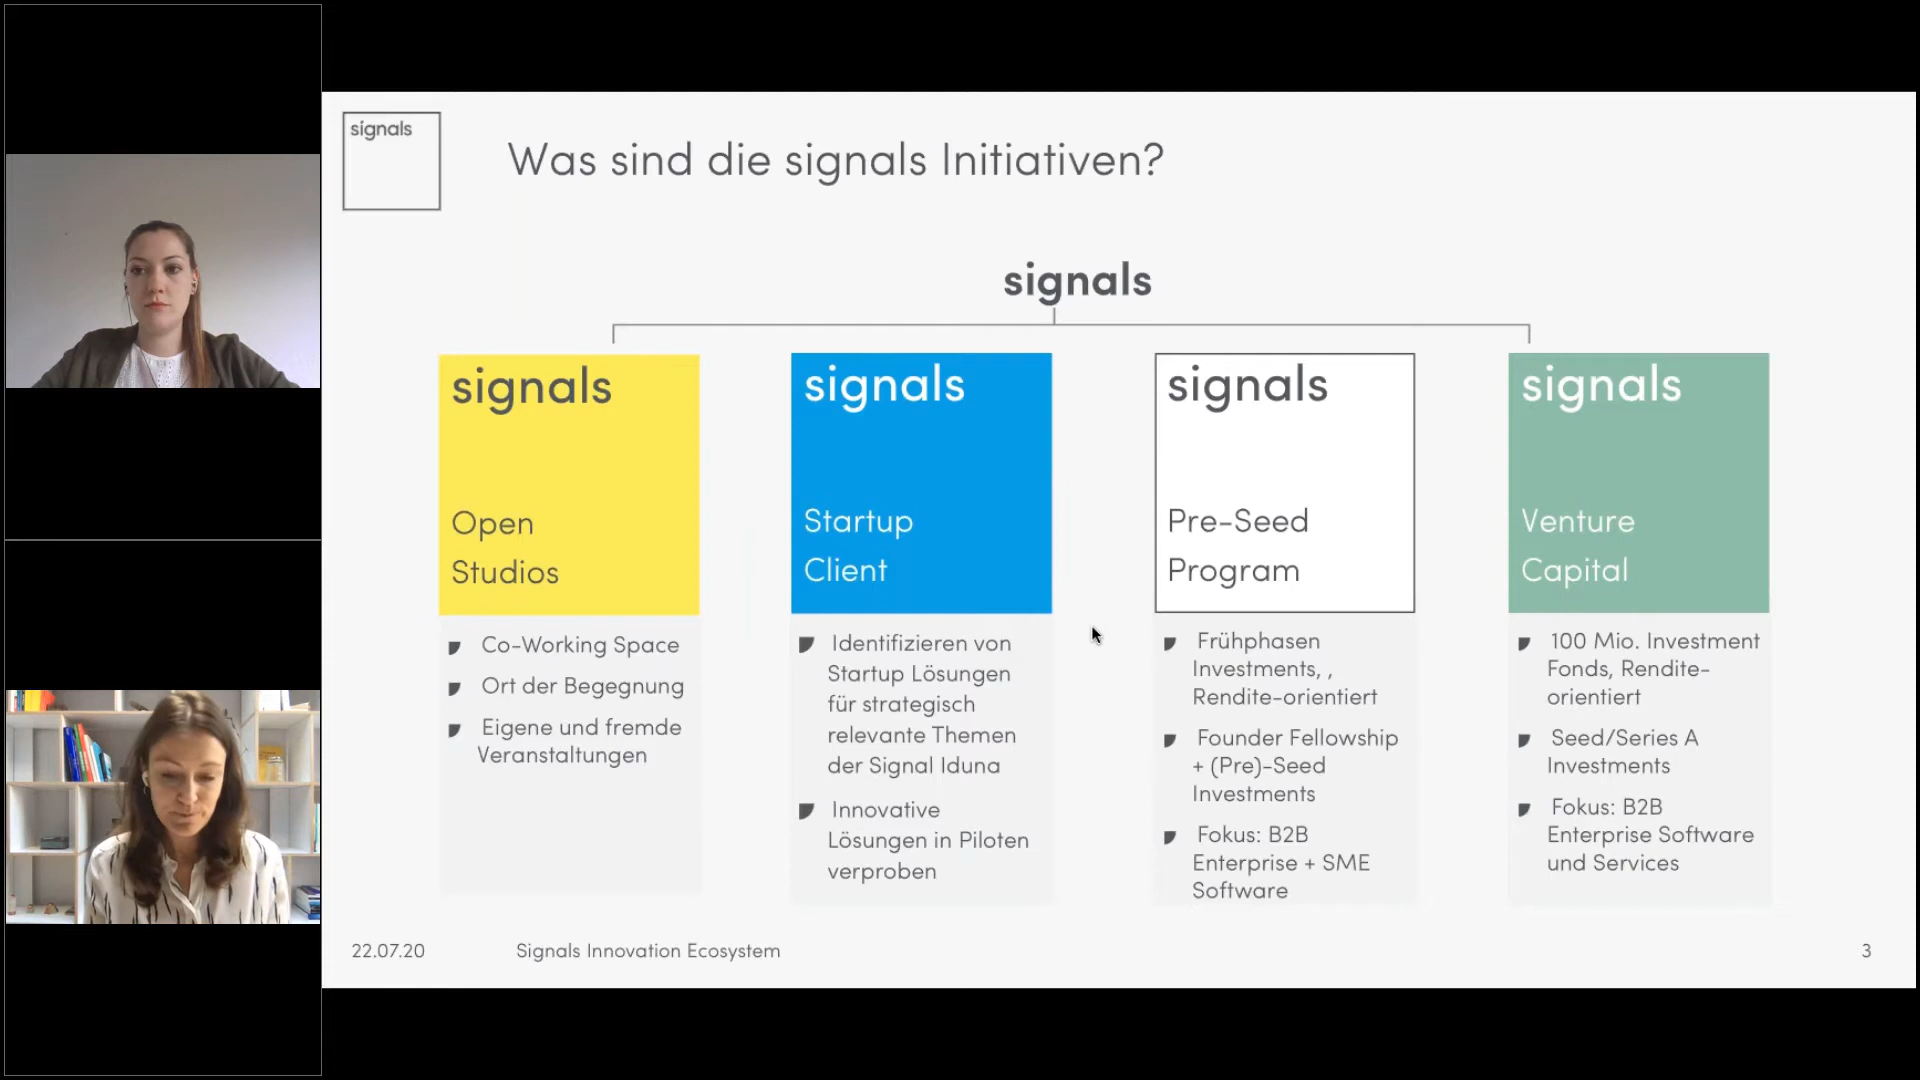 signals
Was sind die signals Initiativen?
signals
signals
Open
Studios
Co-Working Space
Ort der Begegnung
Eigene und fremde
Veranstaltungen
signals
Startup
Client
Identifizieren von
Startup Lösungen
für strategisch
relevante Themen
der Signal Iduna
Innovative
Lösungen in Piloten
verproben
signals
Pre-Seed
Program
Frühphasen
Investments, ,
Rendite-orientiert
Founder Fellowship
+ (Pre)-Seed
Investments
Fokus: B2B
Enterprise + SME
Software
signals
Venture
Capital
100 Mio. Investment
Fonds, Rendite-
orientiert
Seed/Series A
Investments
Fokus: B2B
Enterprise Software
und Services
22.07.20
Signals Innovation Ecosystem
3